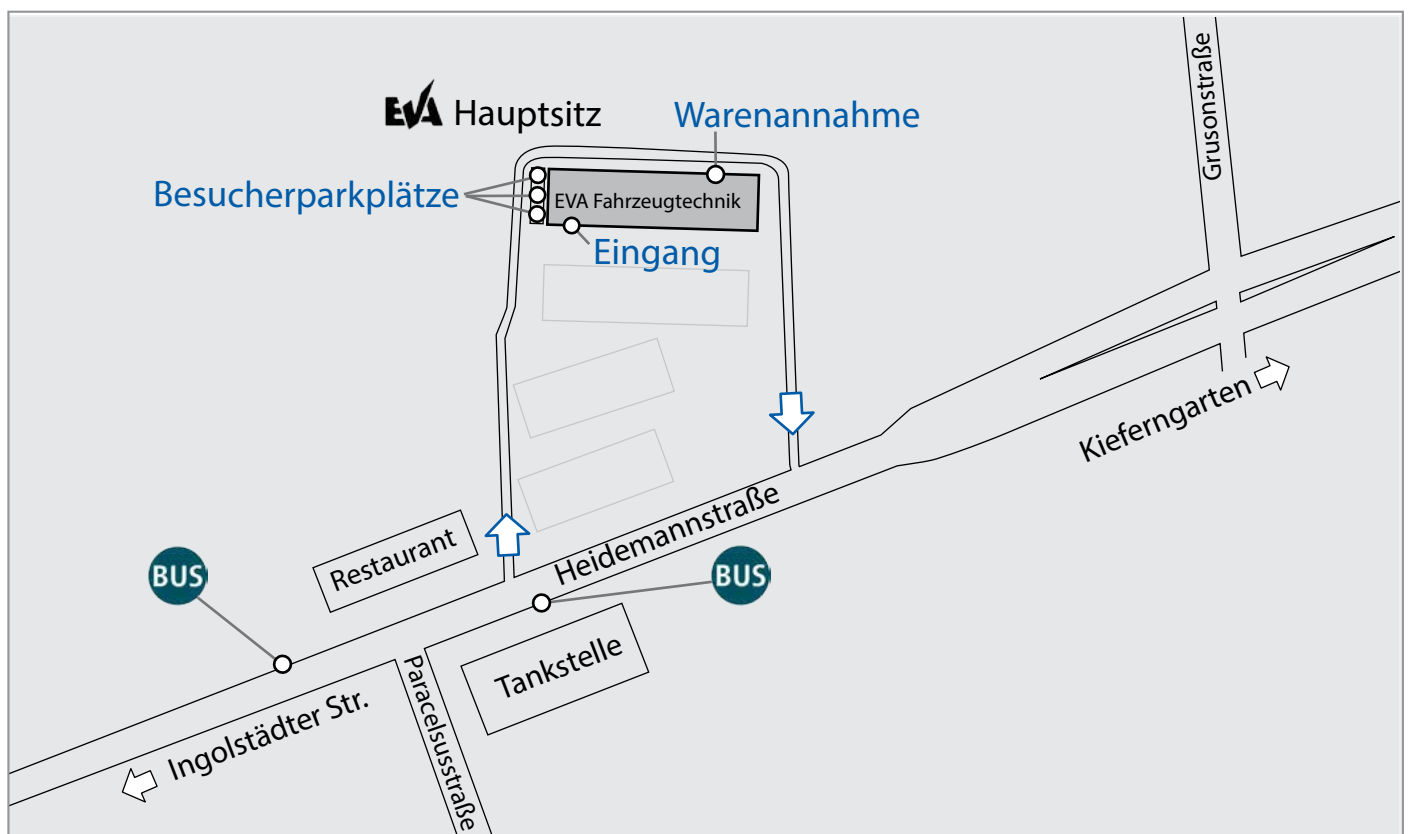 Grusonstraße
EVA Hauptsitz
Warenannahme
Besucherparkplätze
EVA Fahrzeugtechnik
Eingang
Kieferngarten
Heidemannstraße
Restaurant
BUS
BUS
Tankstelle
Paracelsusstraße
Ingolstädter Str.